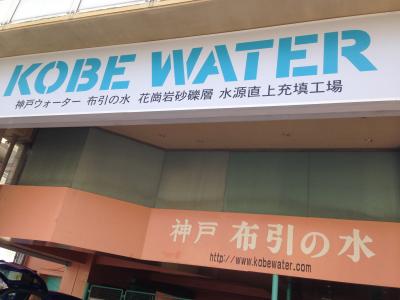 KOBE WATER
神戸ウォーター 布引の水 花崗岩砂礫層 水源直上充填工場
神戸 布引の水
http://www.kobewater.com